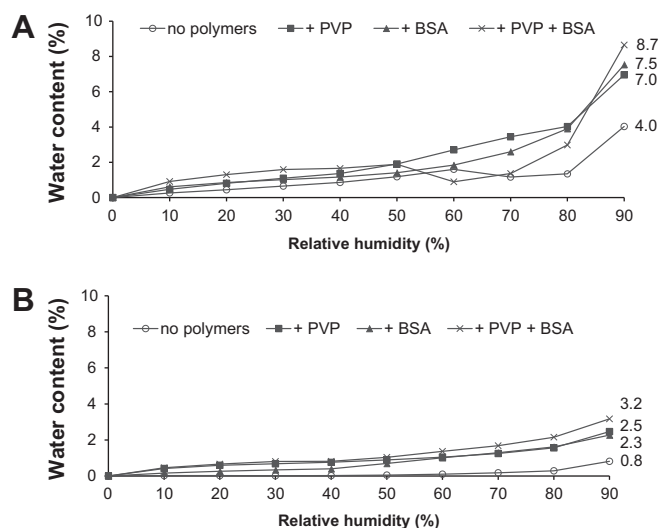 A
no polymers + PVP + BSA + PVP + BSA
Water content (%)
10
8
6
4
2
0
8.7
7.5
7.0
4.0
0 10 20 30 40 50 60 70 80 90
Relative humidity (%)
B
no polymers + PVP + BSA + PVP + BSA
Water content (%)
10
8
6
4
2
0
3.2
2.5
2.3
0.8
0 10 20 30 40 50 60 70 80 90
Relative humidity (%)